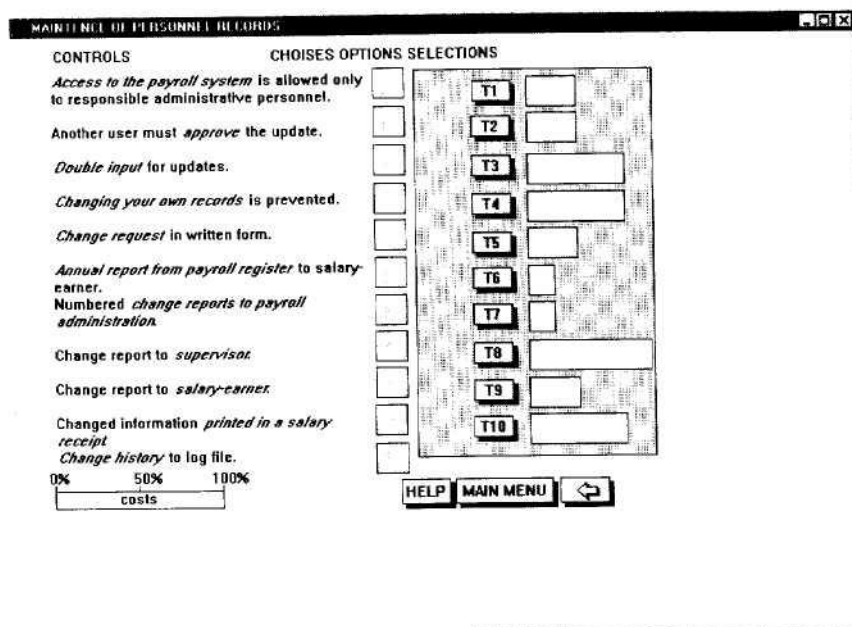 MAINTENCE OF PERSONNEL RECORDS
CONTROLS CHOISES OPTIONS SELECTIONS
Access to the payroll system is allowed only
to responsible administrative personnel.
Another user must approve the update.
Double input for updates.
Changing your own records is prevented.
Change request in written form.
Annual report from payroll register to salary-
earner.
Numbered change reports to payroll
administration.
Change report to supervisor.
Change report to salary-earner.
Changed information printed in a salary
receipt
Change history to log file.
T1
T2
T3
T4
T5
T6
T7
T8
T9
T10
0% 50% 100%
costs
HELP MAIN MENU